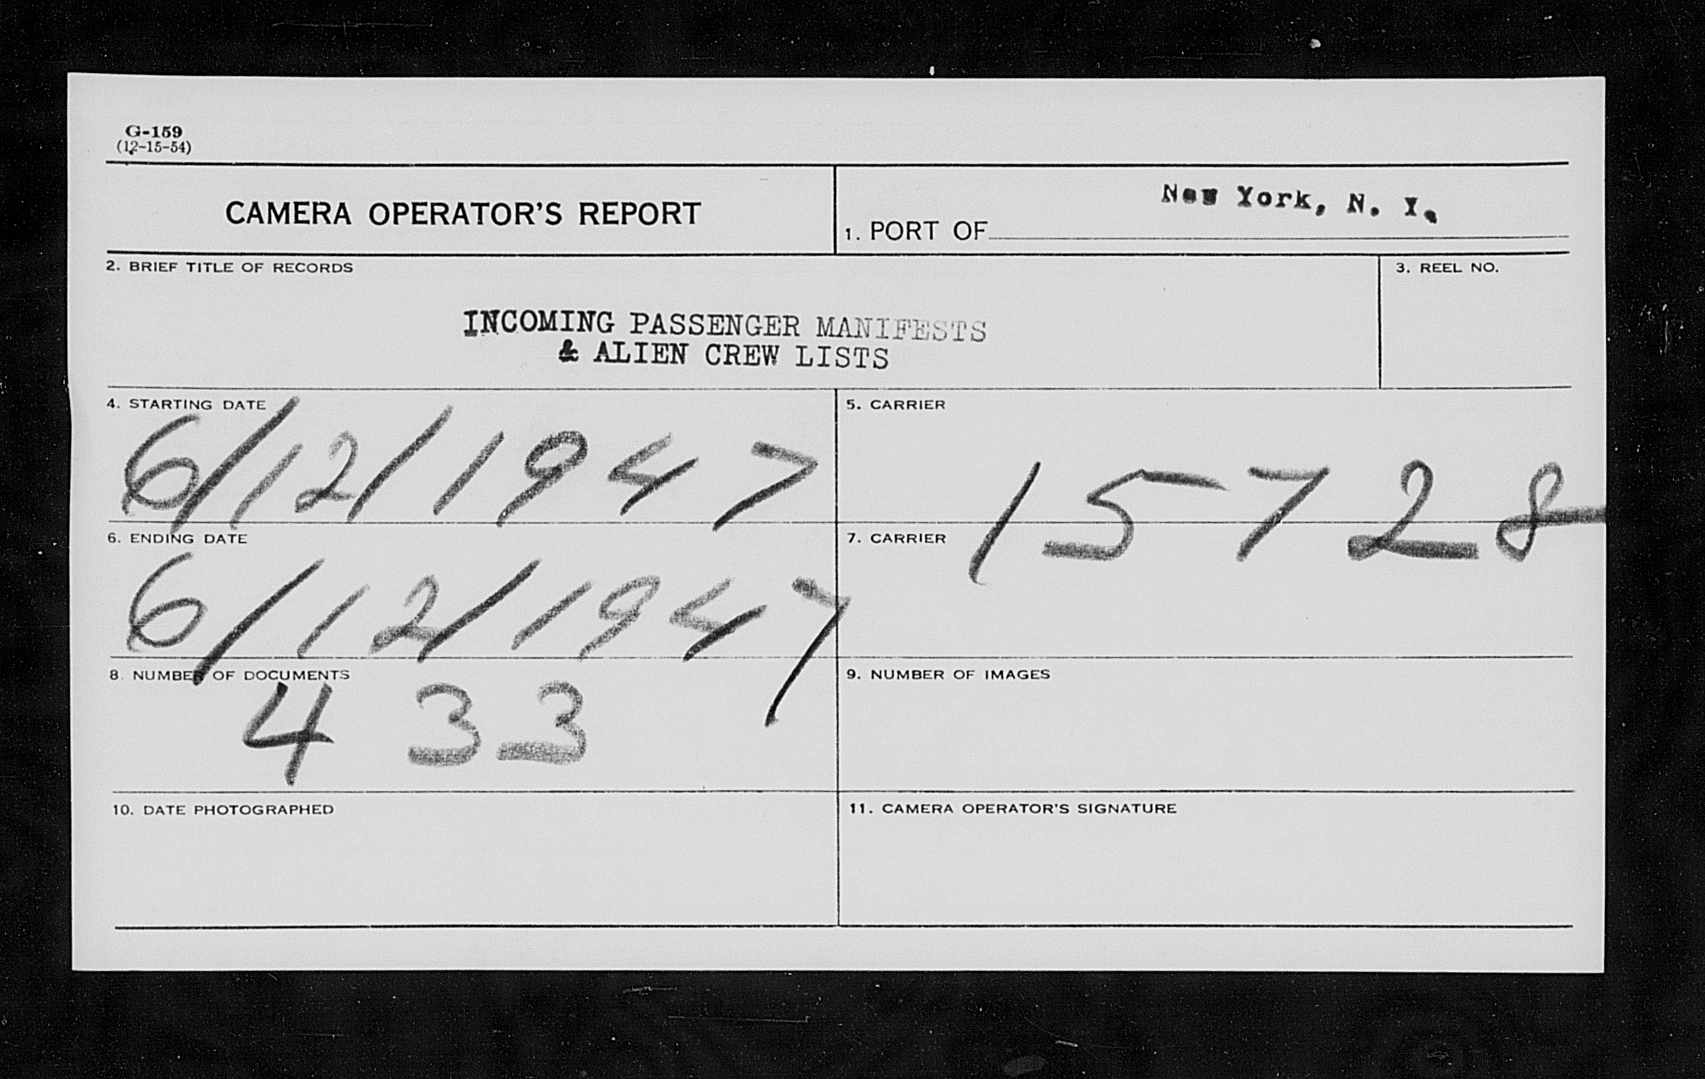 G-159
(12-15-54)
CAMERA OPERATOR'S REPORT
1. PORT OF New York, N. Y.
2. BRIEF TITLE OF RECORDS
3. REEL NO.
INCOMING PASSENGER MANIFESTS
& ALIEN CREW LISTS
4. STARTING DATE
6/12/1947
5. CARRIER
15728
6. ENDING DATE
6/12/1947
7. CARRIER
8. NUMBER OF DOCUMENTS
433
9. NUMBER OF IMAGES
10. DATE PHOTOGRAPHED
11. CAMERA OPERATOR'S SIGNATURE